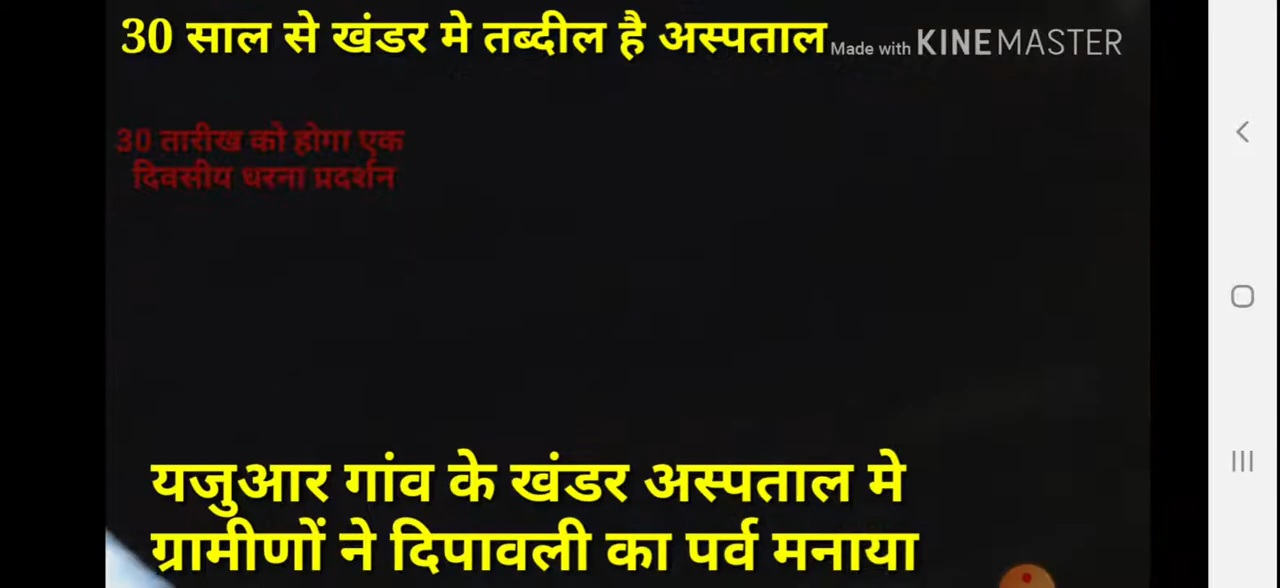 30 साल से खंडर मे तब्दील है अस्पताल Made with KINEMASTER
30 तारीख को होगा एक
दिवसीय धरना प्रदर्शन
यजुआर गांव के खंडर अस्पताल मे
ग्रामीणों ने दिपावली का पर्व मनाया